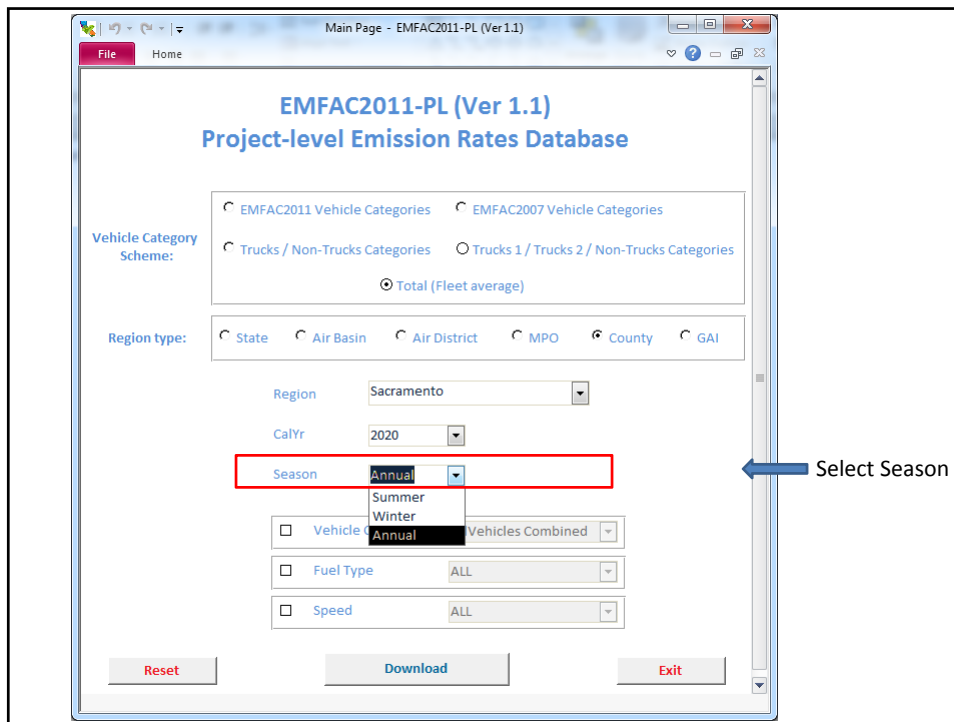 Main Page - EMFAC2011-PL (Ver 1.1)
File Home
EMFAC2011-PL (Ver 1.1)
Project-level Emission Rates Database
Vehicle Category Scheme:
EMFAC2011 Vehicle Categories EMFAC2007 Vehicle Categories
Trucks / Non-Trucks Categories Trucks 1 / Trucks 2 / Non-Trucks Categories
Total (Fleet average)
Region type: State Air Basin Air District MPO County GAI
Region Sacramento
CalYr 2020
Season Annual
Select Season
Summer
Winter
Annual
Vehicle Vehicles Combined
Fuel Type ALL
Speed ALL
Reset Download Exit